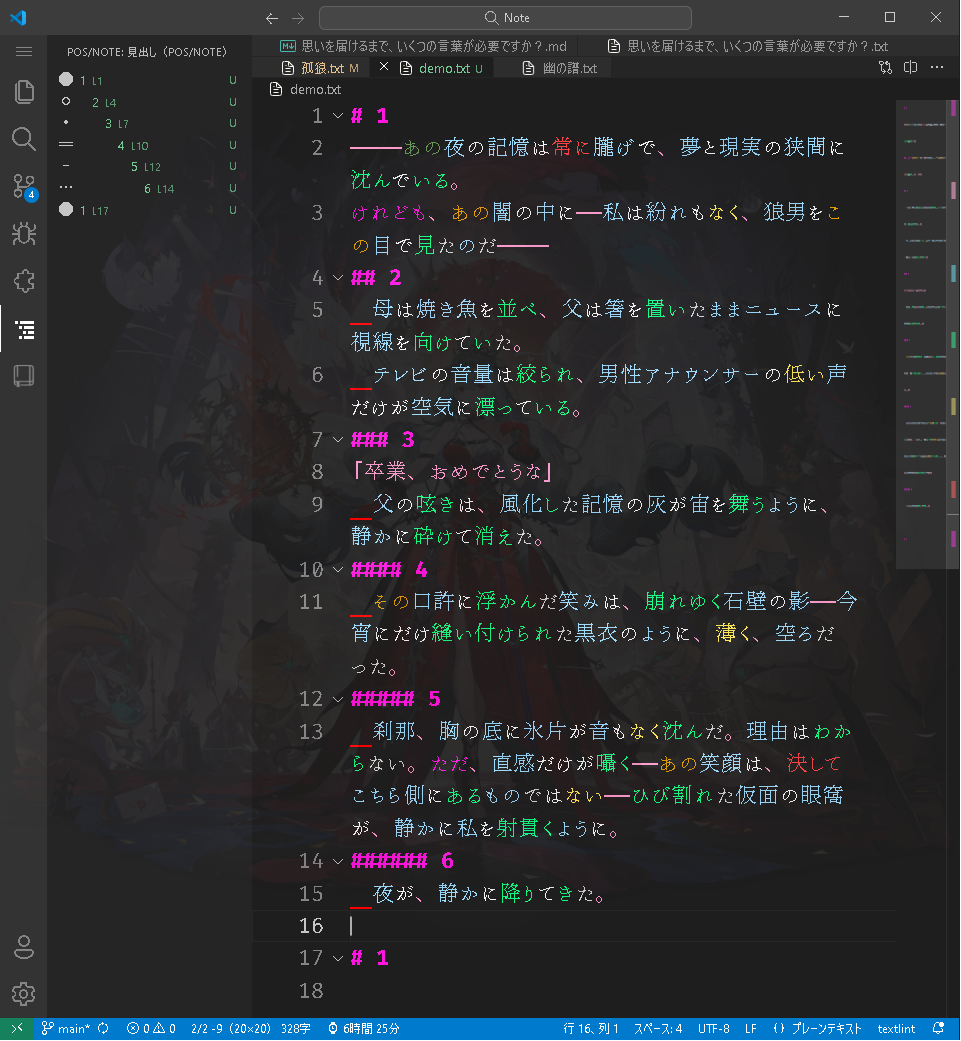 Note
POS/NOTE: 見出し (POS/NOTE)
1 L1 U
2 L4 U
3 L7 U
4 L10 U
5 L12 U
6 L14 U
1 L17 U
4
思いを届けるまで、いくつの言葉が必要ですか？.md
思いを届けるまで、いくつの言葉が必要ですか？.txt
孤狼.txt M
demo.txt U
幽の譜.txt
demo.txt
1 # 1
2 ────あの夜の記憶は常に朧げで、夢と現実の狭間に
沈んでいる。
3 けれども、あの闇の中に──私は紛れもなく、狼男をこ
の目で見たのだ────
4 ## 2
5 　母は焼き魚を並べ、父は箸を置いたままニュースに
視線を向けていた。
6 　テレビの音量は絞られ、男性アナウンサーの低い声
だけが空気に漂っている。
7 ### 3
8 「卒業、おめでとうな」
9 　父の呟きは、風化した記憶の灰が宙を舞うように、
静かに砕けて消えた。
10 #### 4
11 　その口許に浮かんだ笑みは、崩れゆく石壁の影──今
宵にだけ縫い付けられた黒衣のように、薄く、空ろだ
った。
12 ##### 5
13 　刹那、胸の底に氷片が音もなく沈んだ。理由はわか
らない。ただ、直感だけが囁く──あの笑顔は、決して
こちら側にあるものではない──ひび割れた仮面の眼窩
が、静かに私を射貫くように。
14 ###### 6
15 　夜が、静かに降りてきた。
16
17 # 1
18
main* 0 0 2/2 -9 (20×20) 328字 6時間 25分 行 16、列 1 スペース: 4 UTF-8 LF {} プレーンテキスト textlint